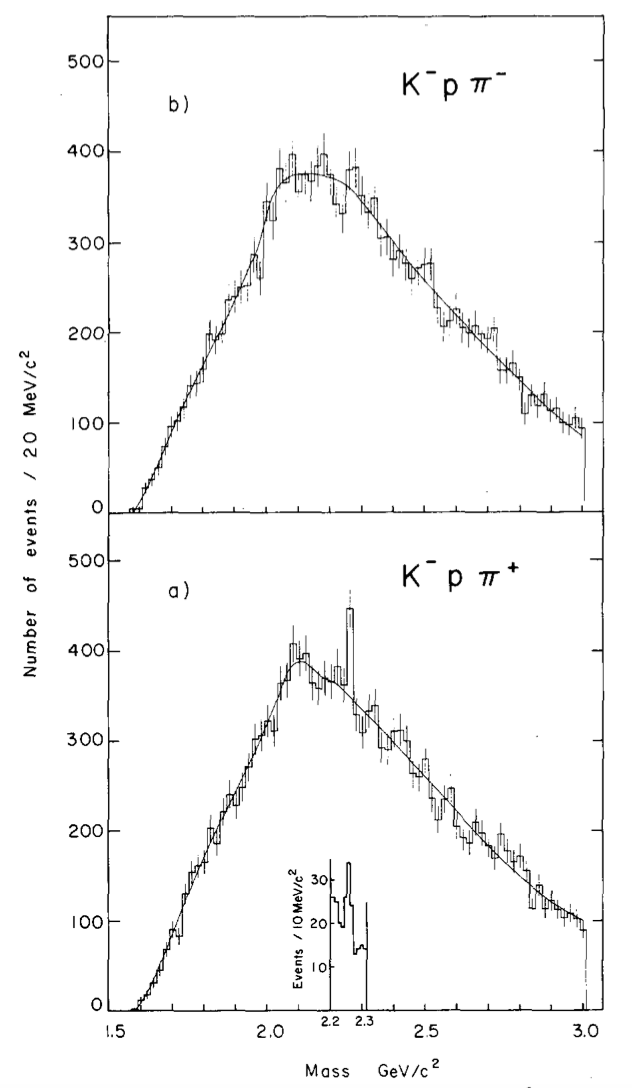 500
400
300
200
100
0
b)
K⁻ p π⁻
Number of events / 20 MeV/c²
500
400
300
200
100
0
a)
K⁻ p π⁺
Events / 10 MeV/c²
30
20
10
2.2 2.3
1.5 2.0 2.5 3.0
Mass GeV/c²